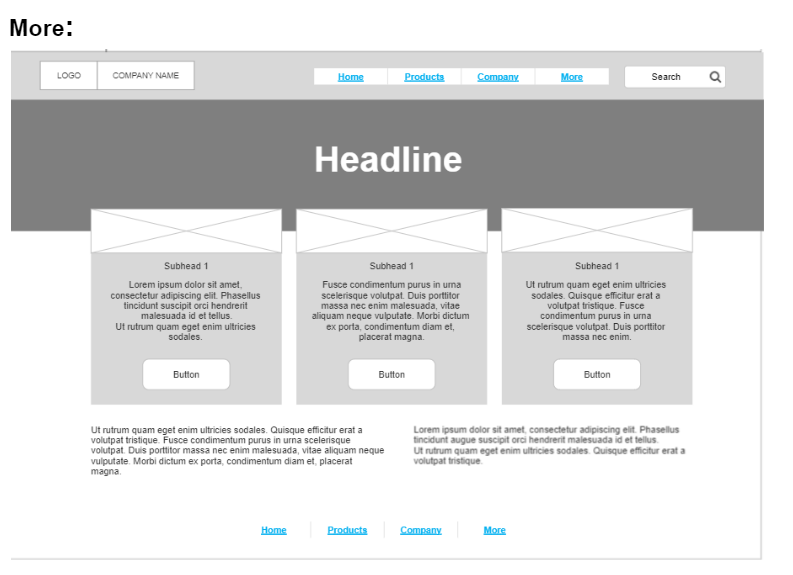 More:
LOGO COMPANY NAME Home Products Company More Search
Headline
Subhead 1
Lorem ipsum dolor sit amet,
consectetur adipiscing elit. Phasellus
tincidunt suscipit orci hendrerit
malesuada id et tellus.
Ut rutrum quam eget enim ultricies
sodales.
Button
Subhead 1
Fusce condimentum purus in urna
scelerisque volutpat. Duis porttitor
massa nec enim malesuada, vitae
aliquam neque vulputate. Morbi dictum
ex porta, condimentum diam et,
placerat magna.
Button
Subhead 1
Ut rutrum quam eget enim ultricies
sodales. Quisque efficitur erat a
volutpat tristique. Fusce
condimentum purus in urna
scelerisque volutpat. Duis porttitor
massa nec enim.
Button
Ut rutrum quam eget enim ultricies sodales. Quisque efficitur erat a
volutpat tristique. Fusce condimentum purus in urna scelerisque
volutpat. Duis porttitor massa nec enim malesuada, vitae aliquam neque
vulputate. Morbi dictum ex porta, condimentum diam et, placerat
magna.
Lorem ipsum dolor sit amet, consectetur adipiscing elit. Phasellus
tincidunt augue suscipit orci hendrerit malesuada id et tellus.
Ut rutrum quam eget enim ultricies sodales. Quisque efficitur erat a
volutpat tristique.
Home Products Company More